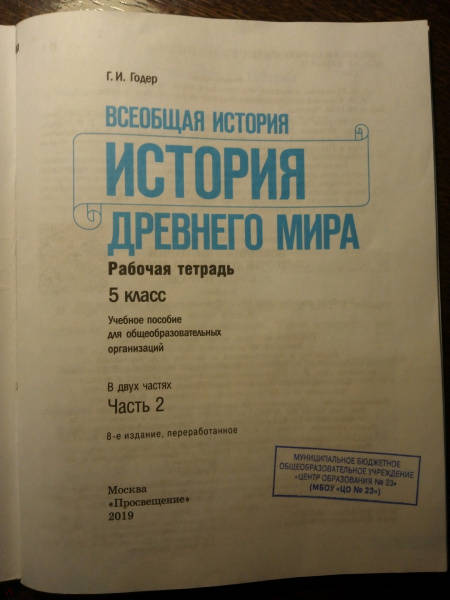 Г. И. Годер
ВСЕОБЩАЯ ИСТОРИЯ
ИСТОРИЯ
ДРЕВНЕГО МИРА
Рабочая тетрадь
5 класс
Учебное пособие
для общеобразовательных
организаций
В двух частях
Часть 2
8-е издание, переработанное
МУНИЦИПАЛЬНОЕ БЮДЖЕТНОЕ
ОБЩЕОБРАЗОВАТЕЛЬНОЕ УЧРЕЖДЕНИЕ
«ЦЕНТР ОБРАЗОВАНИЯ № 23»
(МБОУ «ЦО № 23»)
Москва
«Просвещение»
2019